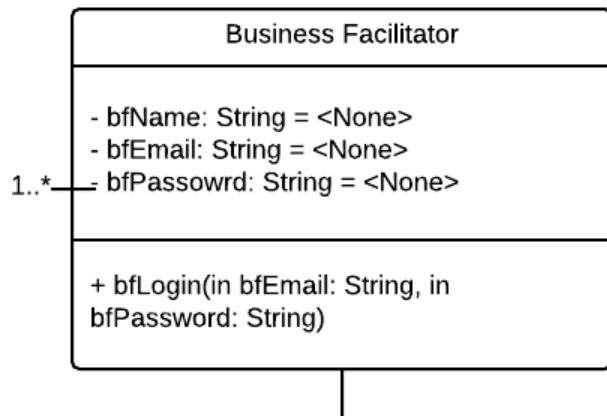 Business Facilitator
- bfName: String = <None>
- bfEmail: String = <None>
1..*
- bfPassowrd: String = <None>
+ bfLogin(in bfEmail: String, in
bfPassword: String)